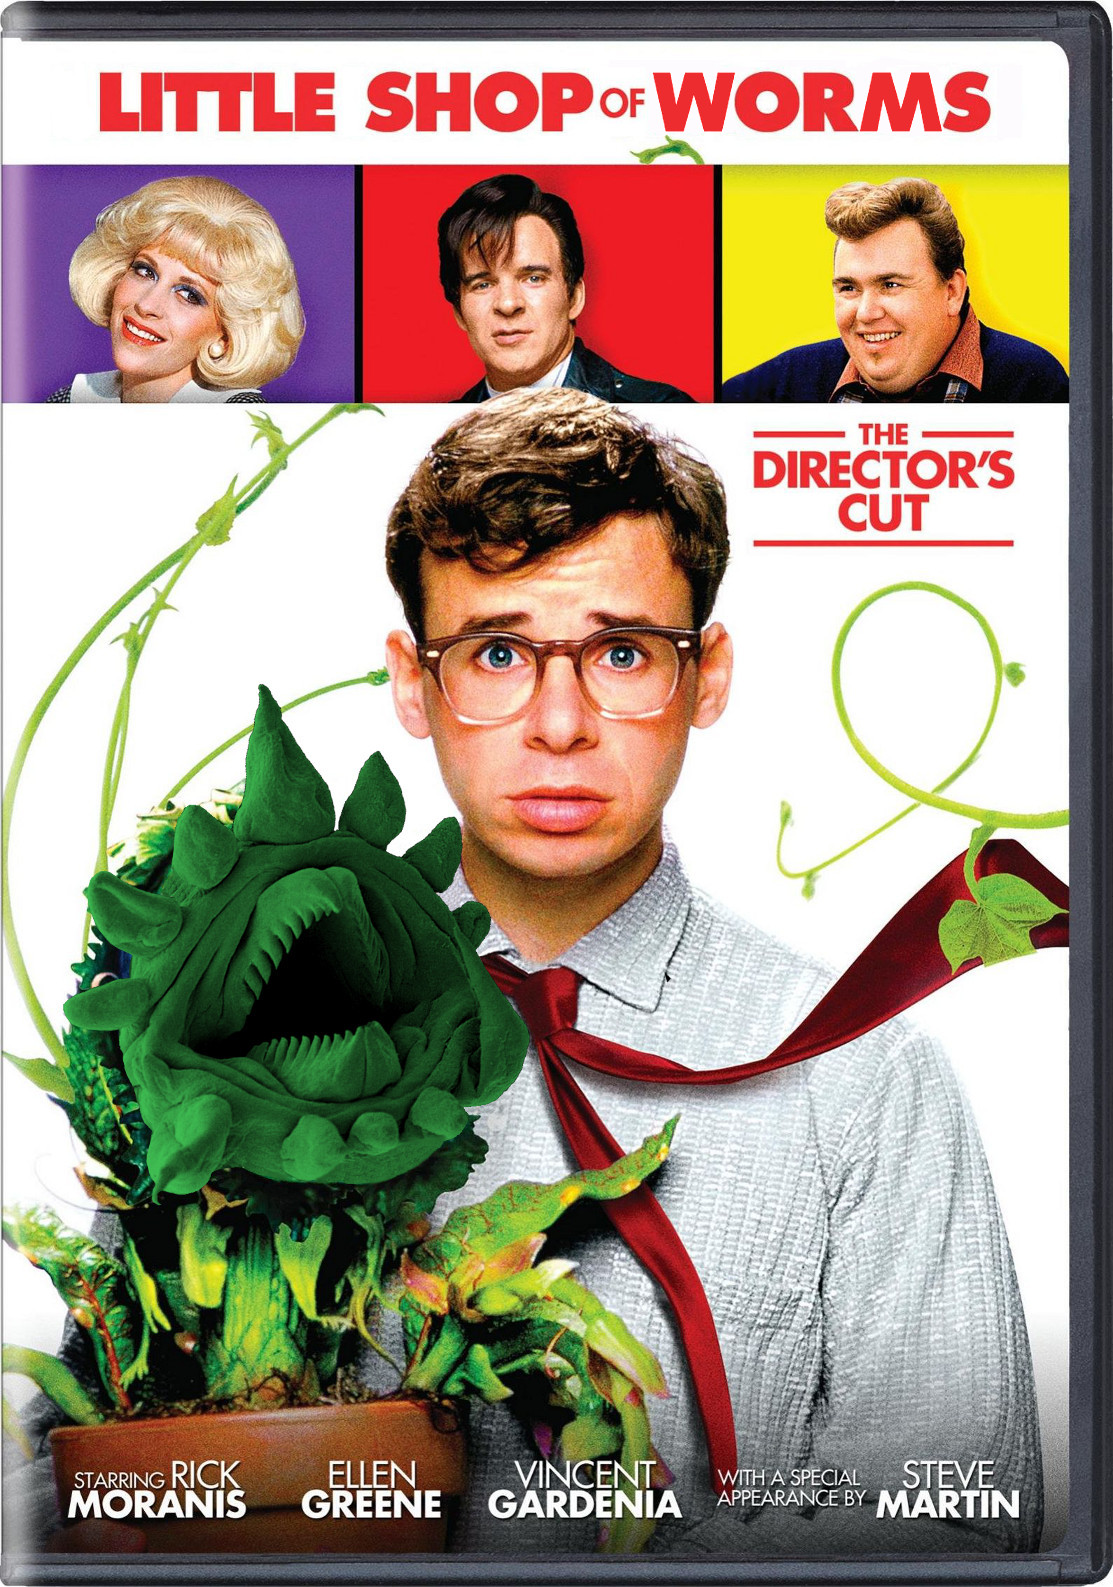 LITTLE SHOP OF WORMS
THE
DIRECTOR'S
CUT
STARRING RICK
MORANIS
ELLEN
GREENE
VINCENT
GARDENIA
WITH A SPECIAL
APPEARANCE BY
STEVE
MARTIN